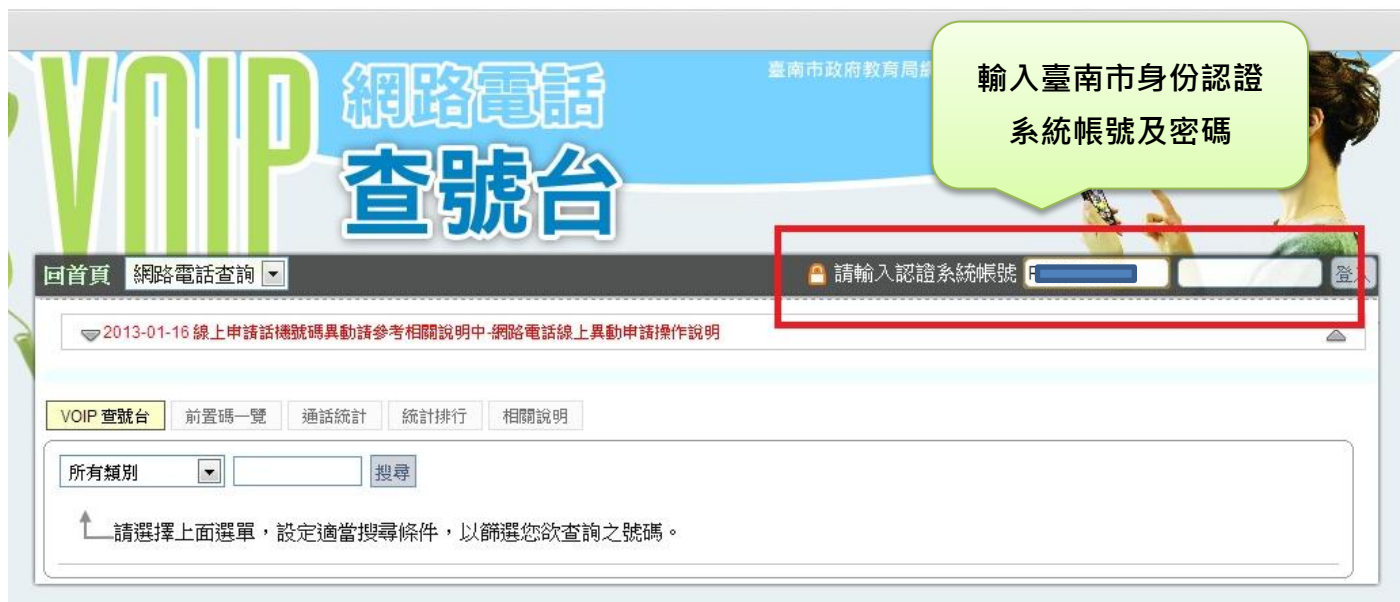 VOIP 網路電話
查號台
臺南市政府教育局
輸入臺南市身份認證
系統帳號及密碼
回首頁 網路電話查詢 請輸入認證系統帳號 登入
2013-01-16 線上申請話機號碼異動請參考相關說明中-網路電話線上異動申請操作說明
VOIP 查號台 前置碼一覽 通話統計 統計排行 相關說明
所有類別 搜尋
請選擇上面選單，設定適當搜尋條件，以篩選您欲查詢之號碼。